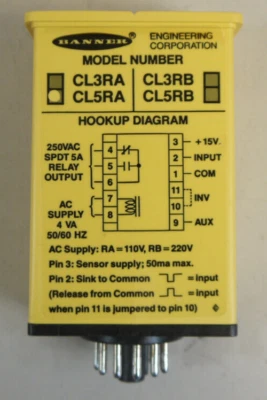 BANNER ENGINEERING CORPORATION
MODEL NUMBER
CL3RA CL3RB
CL5RA CL5RB
HOOKUP DIAGRAM
250VAC
SPDT 5A
RELAY
OUTPUT
4
5
6
AC
SUPPLY
4 VA
50/60 HZ
7
8
3 +15V
2 INPUT
1 COM
11
INV
10
9 AUX
AC Supply: RA = 110V, RB = 220V
Pin 3: Sensor supply; 50ma max.
Pin 2: Sink to Common = input
(Release from Common = input
when pin 11 is jumpered to pin 10)